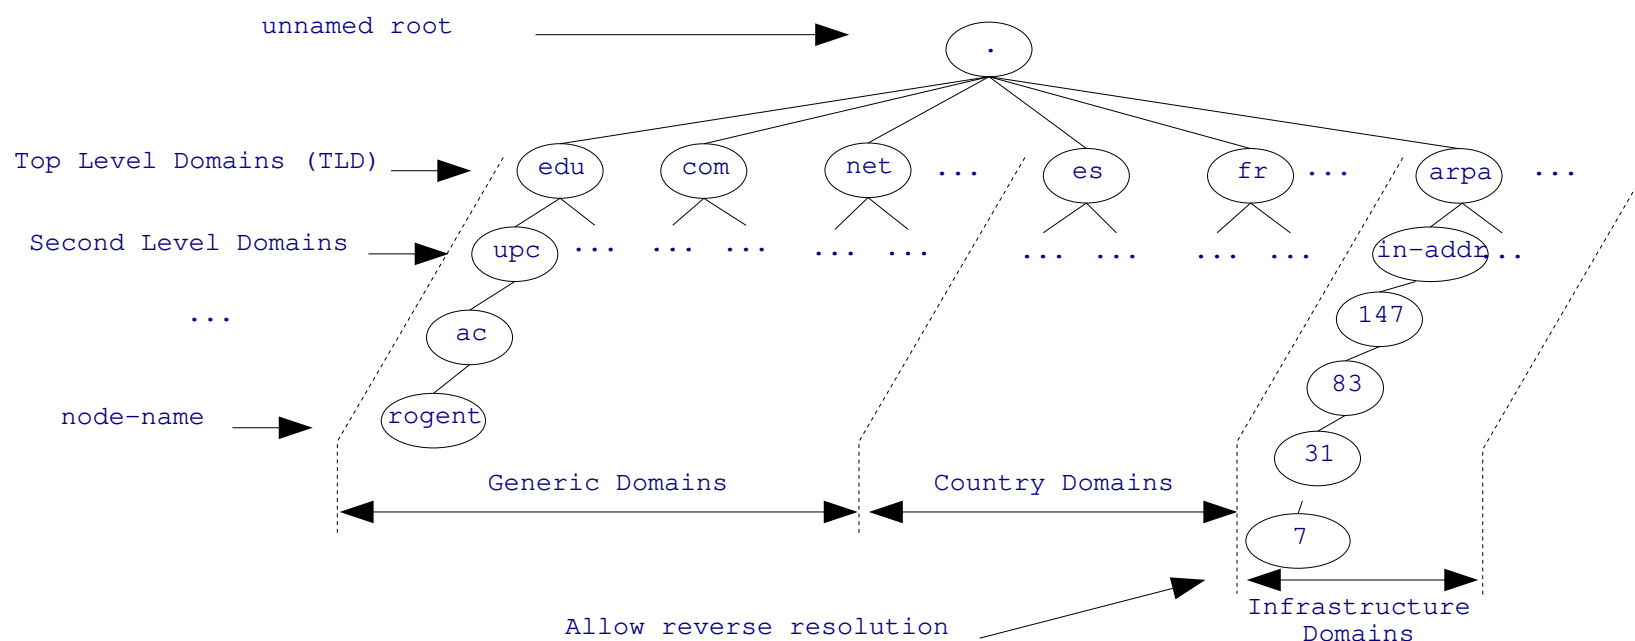 unnamed root
.
Top Level Domains (TLD)
edu
com
net
...
es
fr
...
arpa
...
Second Level Domains
upc
...
...
...
...
...
...
...
...
...
in-addr
...
...
ac
147
83
node-name
rogent
31
Generic Domains
Country Domains
7
Allow reverse resolution
Infrastructure
Domains